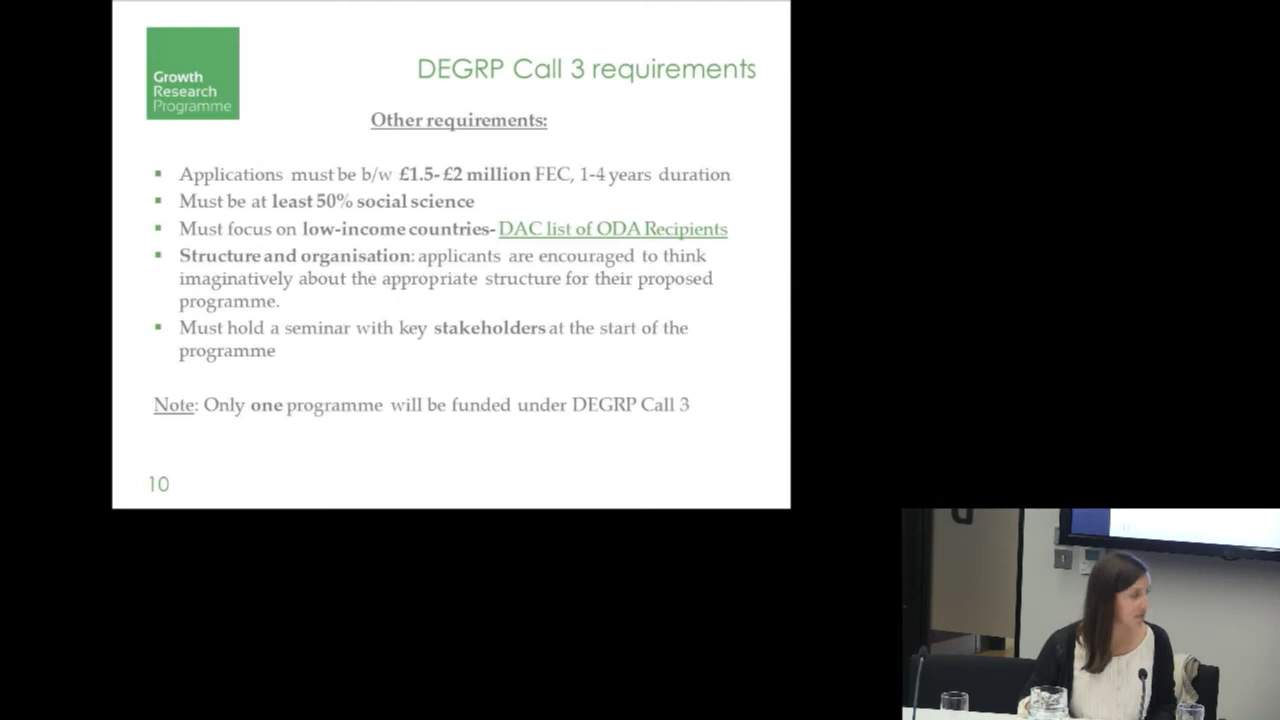 Growth
Research
Programme
DEGRP Call 3 requirements
Other requirements:
▪ Applications must be b/w £1.5- £2 million FEC, 1-4 years duration
▪ Must be at least 50% social science
▪ Must focus on low-income countries- DAC list of ODA Recipients
▪ Structure and organisation: applicants are encouraged to think
imaginatively about the appropriate structure for their proposed
programme.
▪ Must hold a seminar with key stakeholders at the start of the
programme
Note: Only one programme will be funded under DEGRP Call 3
10